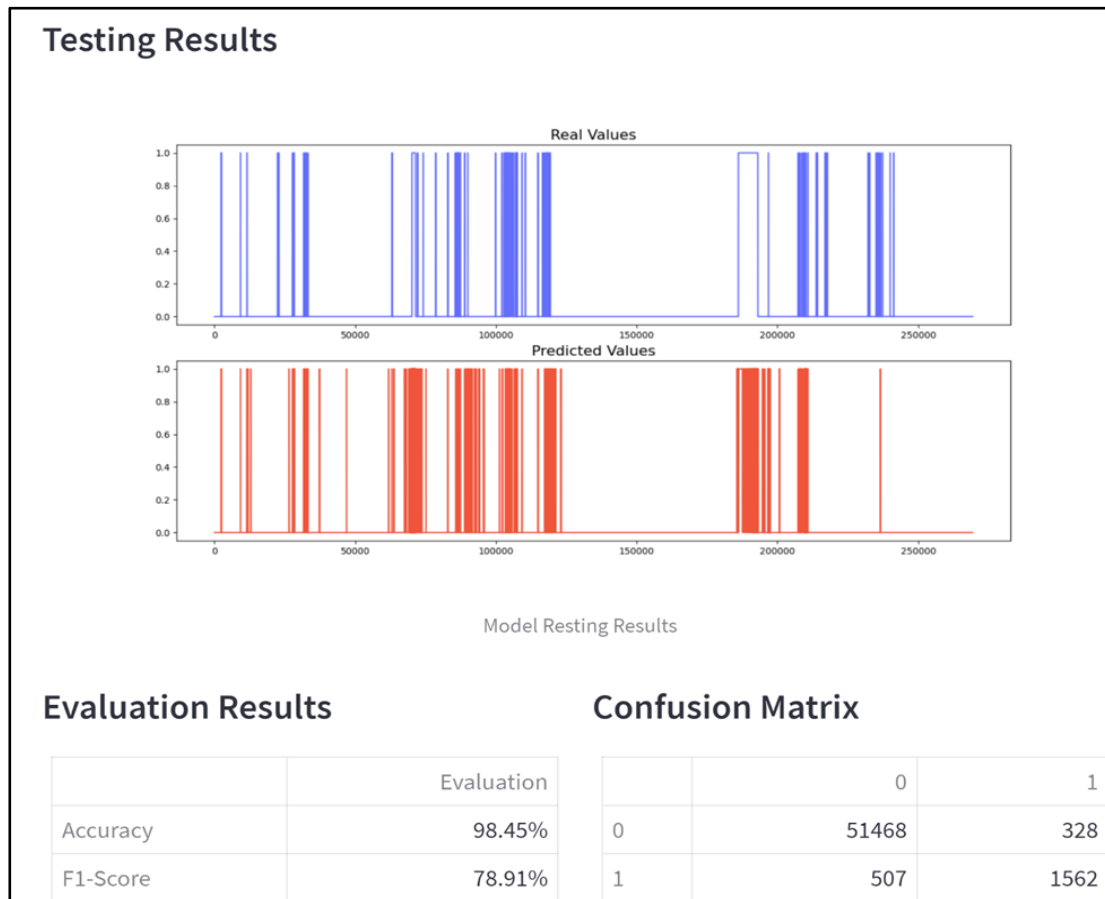 Testing Results
Real Values
1.0
0.8
0.6
0.4
0.2
0.0
0 50000 100000 150000 200000 250000
Predicted Values
1.0
0.8
0.6
0.4
0.2
0.0
0 50000 100000 150000 200000 250000
Model Resting Results
Evaluation Results
Evaluation
Accuracy 98.45%
F1-Score 78.91%
Confusion Matrix
0 1
0 51468 328
1 507 1562